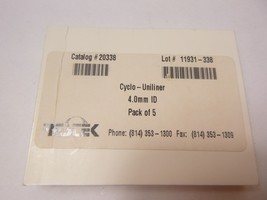 Catalog # 20338 Lot # 11931-338
Cyclo-Uniliner
4.0mm ID
Pack of 5
RESTEK
Phone: (814) 353-1300 Fax: (814) 353-1309